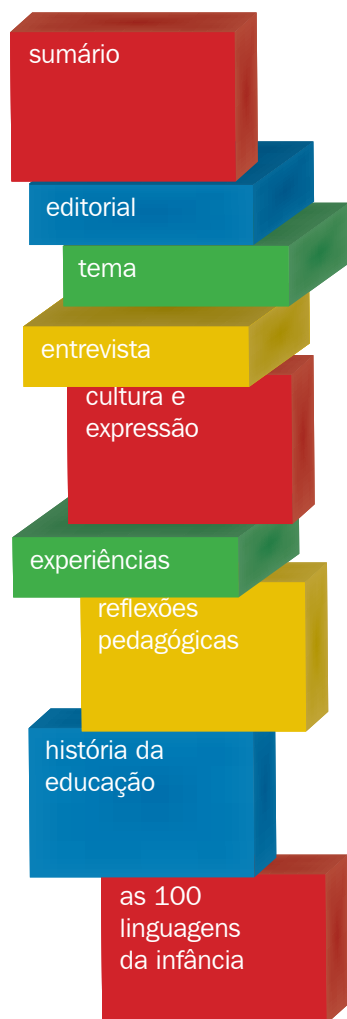 sumário
editorial
tema
entrevista
cultura e
expressão
experiências
reflexões
pedagógicas
história da
educação
as 100
linguagens
da infância